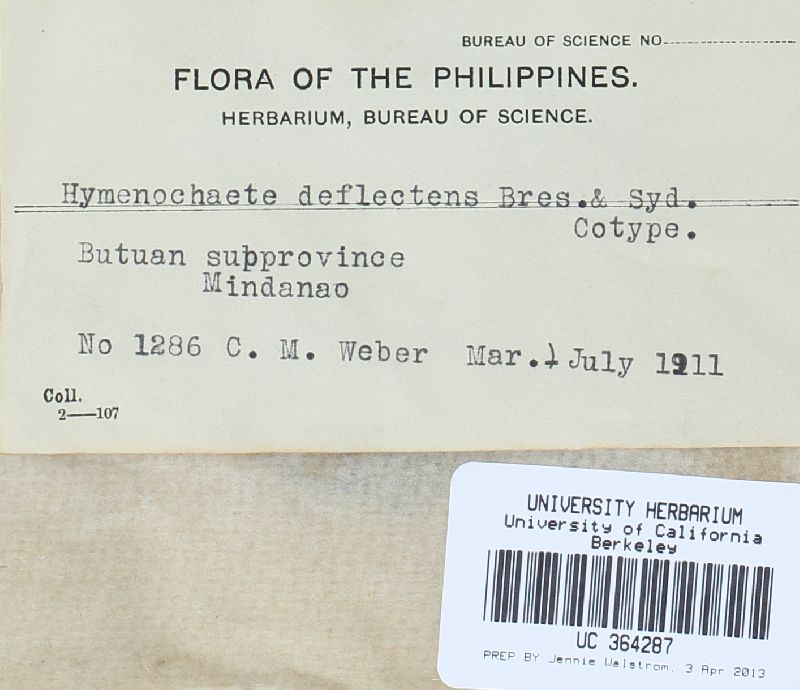 BUREAU OF SCIENCE NO.
FLORA OF THE PHILIPPINES.
HERBARIUM, BUREAU OF SCIENCE.
Hymenochaete deflectens Bres.& Syd.
Cotype.
Butuan subprovince
Mindanao
No 1286 C. M. Weber Mar. July 1911
Coll.
2—107
UNIVERSITY HERBARIUM
University of California
Berkeley
UC 364287
PREP BY Jennie Walstrom, 3 Apr 2013